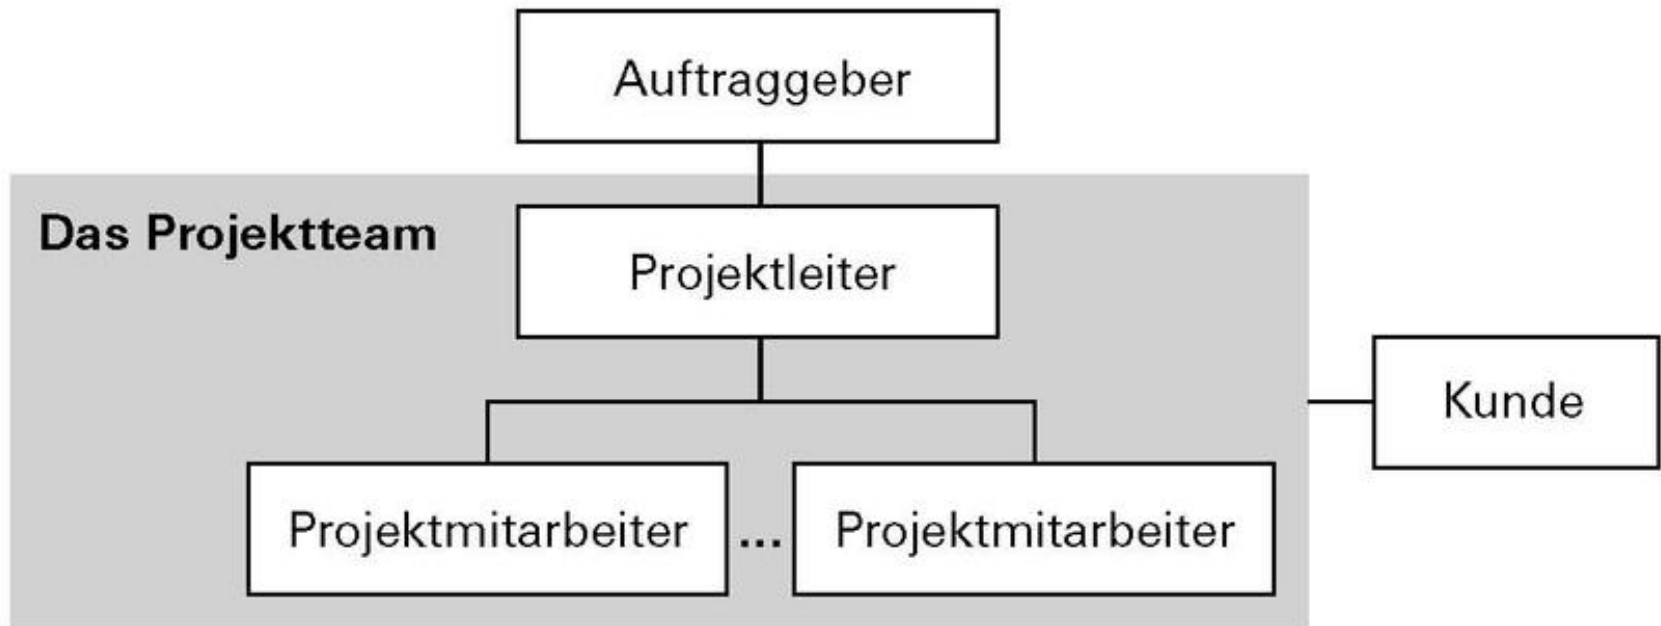 Auftraggeber
Das Projektteam
Projektleiter
Kunde
Projektmitarbeiter ... Projektmitarbeiter